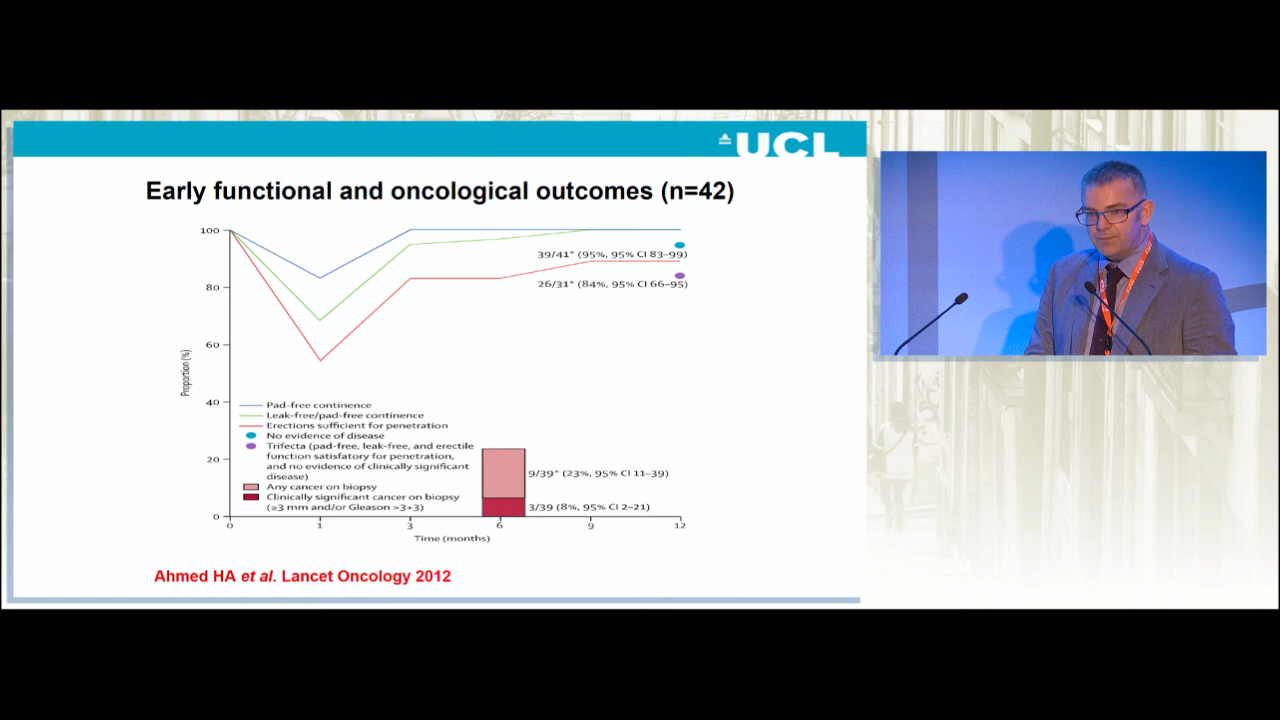 UCL
Early functional and oncological outcomes (n=42)
100
80
60
40
20
0
Proportion (%)
39/41* (95%, 95% CI 83–99)
26/31* (84%, 95% CI 66–95)
Pad-free continence
Leak-free/pad-free continence
Erections sufficient for penetration
No evidence of disease
Trifecta (pad-free, leak-free, and erectile
function satisfatory for penetration,
and no evidence of clinically significant
disease)
Any cancer on biopsy
Clinically significant cancer on biopsy
(≥3 mm and/or Gleason >3+3)
9/39* (23%, 95% CI 11–39)
3/39 (8%, 95% CI 2–21)
0 1 3 6 9 12
Time (months)
Ahmed HA et al. Lancet Oncology 2012